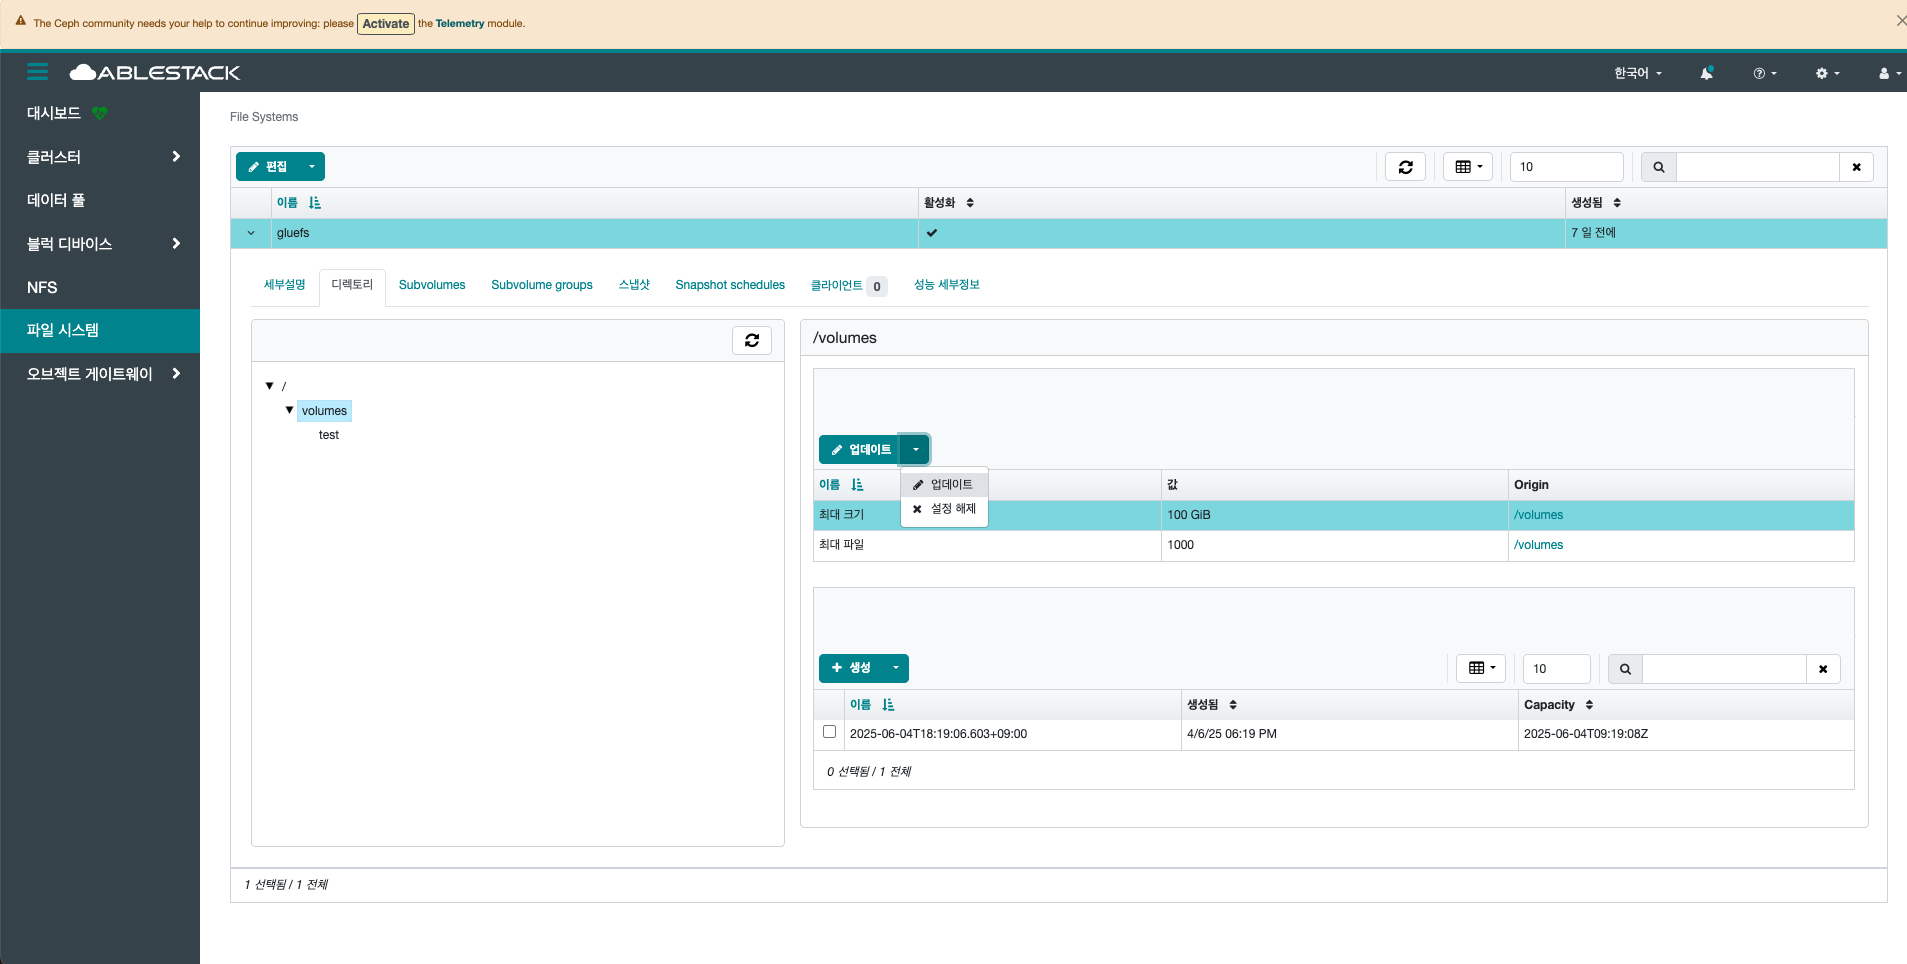 The Ceph community needs your help to continue improving: please Activate the Telemetry module.
ABLESTACK
한국어
대시보드
클러스터
데이터 풀
블럭 디바이스
NFS
파일 시스템
오브젝트 게이트웨이
File Systems
편집
10
이름 활성화 생성됨
gluefs 7 일 전에
세부설명 디렉토리 Subvolumes Subvolume groups 스냅샷 Snapshot schedules 클라이언트 0 성능 세부정보
/
volumes
test
/volumes
업데이트
업데이트
설정 해제
이름 값 Origin
최대 크기 100 GiB /volumes
최대 파일 1000 /volumes
생성
10
이름 생성됨 Capacity
2025-06-04T18:19:06.603+09:00 4/6/25 06:19 PM 2025-06-04T09:19:08Z
0 선택됨 / 1 전체
1 선택됨 / 1 전체